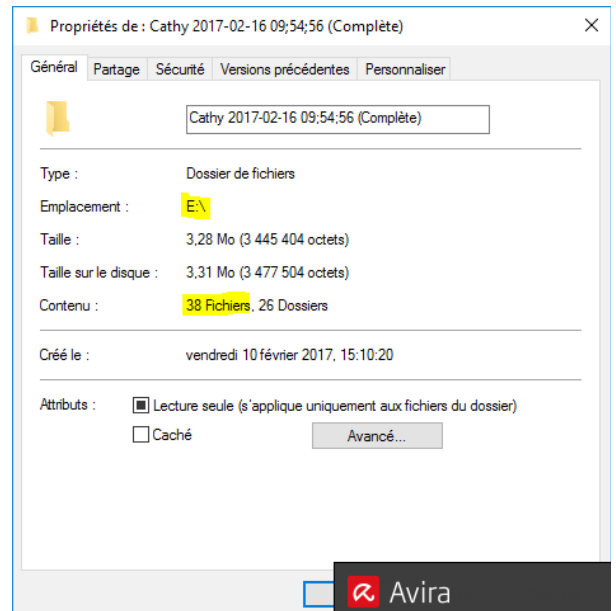 Propriétés de : Cathy 2017-02-16 09;54;56 (Complète)
Général Partage Sécurité Versions précédentes Personnaliser
Cathy 2017-02-16 09;54;56 (Complète)
Type : Dossier de fichiers
Emplacement : E:\
Taille : 3,28 Mo (3 445 404 octets)
Taille sur le disque : 3,31 Mo (3 477 504 octets)
Contenu : 38 Fichiers, 26 Dossiers
Créé le : vendredi 10 février 2017, 15:10:20
Attributs : Lecture seule (s'applique uniquement aux fichiers du dossier)
Caché Avancé...
Avira